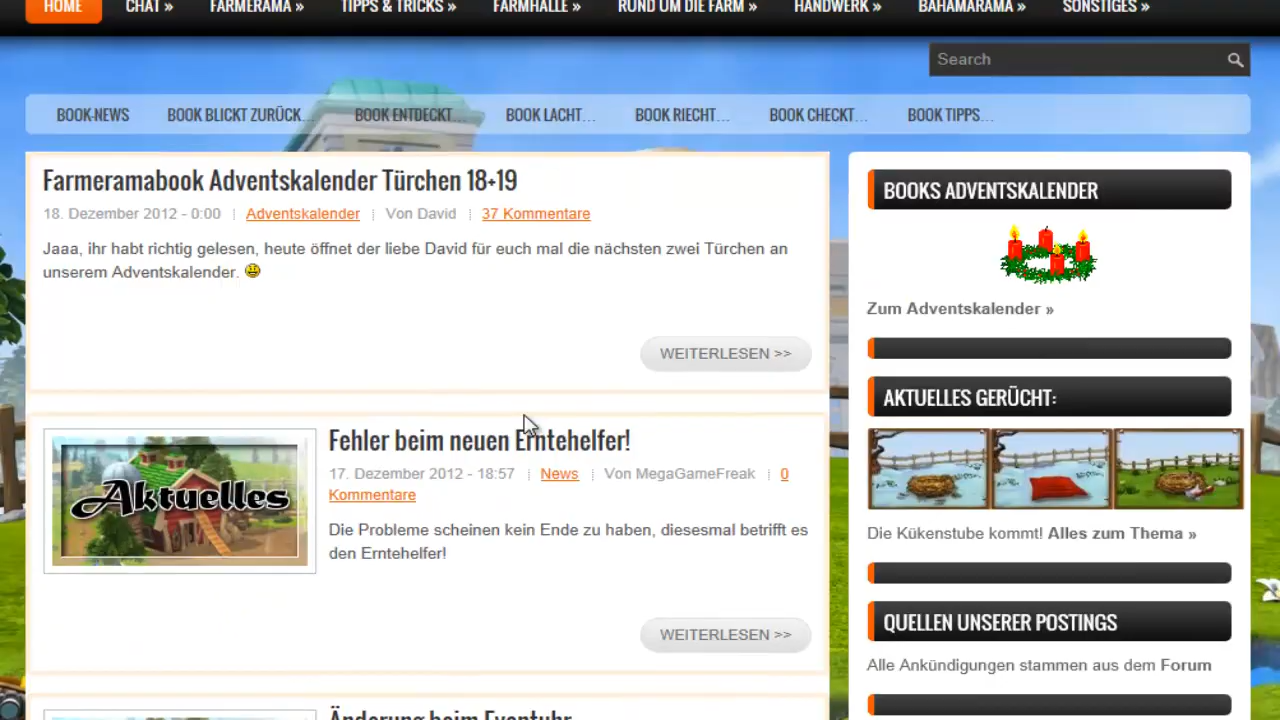 HOME CHAT » FARMERAMA » TIPPS & TRICKS » FARMHALLE » RUND UM DIE FARM » HANDWERK » BAHAMARAMA » SONSTIGES »
Search
BOOK-NEWS BOOK BLICKT ZURÜCK... BOOK ENTDECKT... BOOK LACHT... BOOK RIECHT... BOOK CHECKT... BOOK TIPPS...
Farmeramabook Adventskalender Türchen 18+19
18. Dezember 2012 - 0:00 | Adventskalender | Von David | 37 Kommentare
Jaaa, ihr habt richtig gelesen, heute öffnet der liebe David für euch mal die nächsten zwei Türchen an
unserem Adventskalender.
WEITERLESEN >>
Aktuelles
Fehler beim neuen Erntehelfer!
17. Dezember 2012 - 18:57 | News | Von MegaGameFreak | 0
Kommentare
Die Probleme scheinen kein Ende zu haben, diesesmal betrifft es
den Erntehelfer!
WEITERLESEN >>
Änderung beim Eventuhr
BOOKS ADVENTSKALENDER
Zum Adventskalender »
AKTUELLES GERÜCHT:
Die Kükenstube kommt! Alles zum Thema »
QUELLEN UNSERER POSTINGS
Alle Ankündigungen stammen aus dem Forum